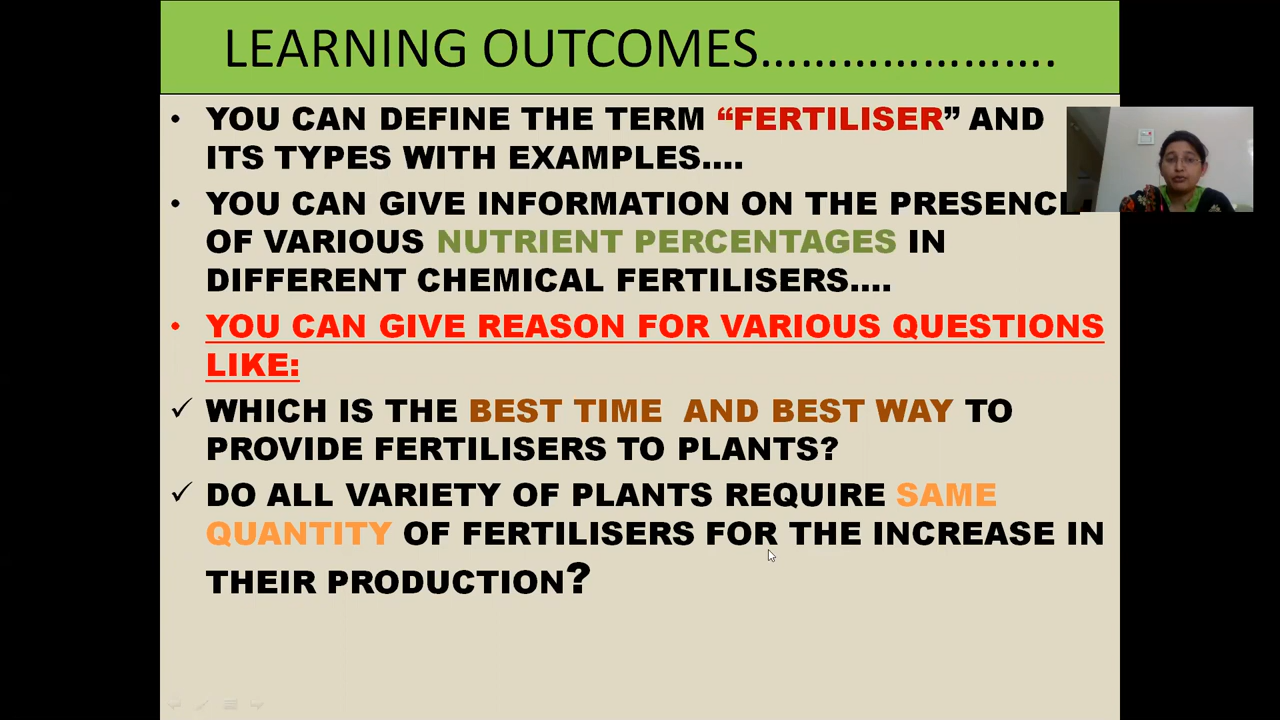 LEARNING OUTCOMES………………….
• YOU CAN DEFINE THE TERM “FERTILISER” AND
ITS TYPES WITH EXAMPLES....
• YOU CAN GIVE INFORMATION ON THE PRESENCE
OF VARIOUS NUTRIENT PERCENTAGES IN
DIFFERENT CHEMICAL FERTILISERS....
• YOU CAN GIVE REASON FOR VARIOUS QUESTIONS
LIKE:
✓ WHICH IS THE BEST TIME AND BEST WAY TO
PROVIDE FERTILISERS TO PLANTS?
✓ DO ALL VARIETY OF PLANTS REQUIRE SAME
QUANTITY OF FERTILISERS FOR THE INCREASE IN
THEIR PRODUCTION?